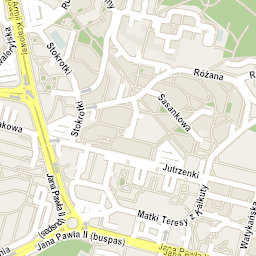 Armii Krajowej
Stokrotki
Różana
Sasankowa
Stokrotki
Jutrzenki
Jana Pawła II
(buspas)
Matki Teresy z Kalkuty
Watykańska
Jana Pawła II (buspas)
Jana Pawła II